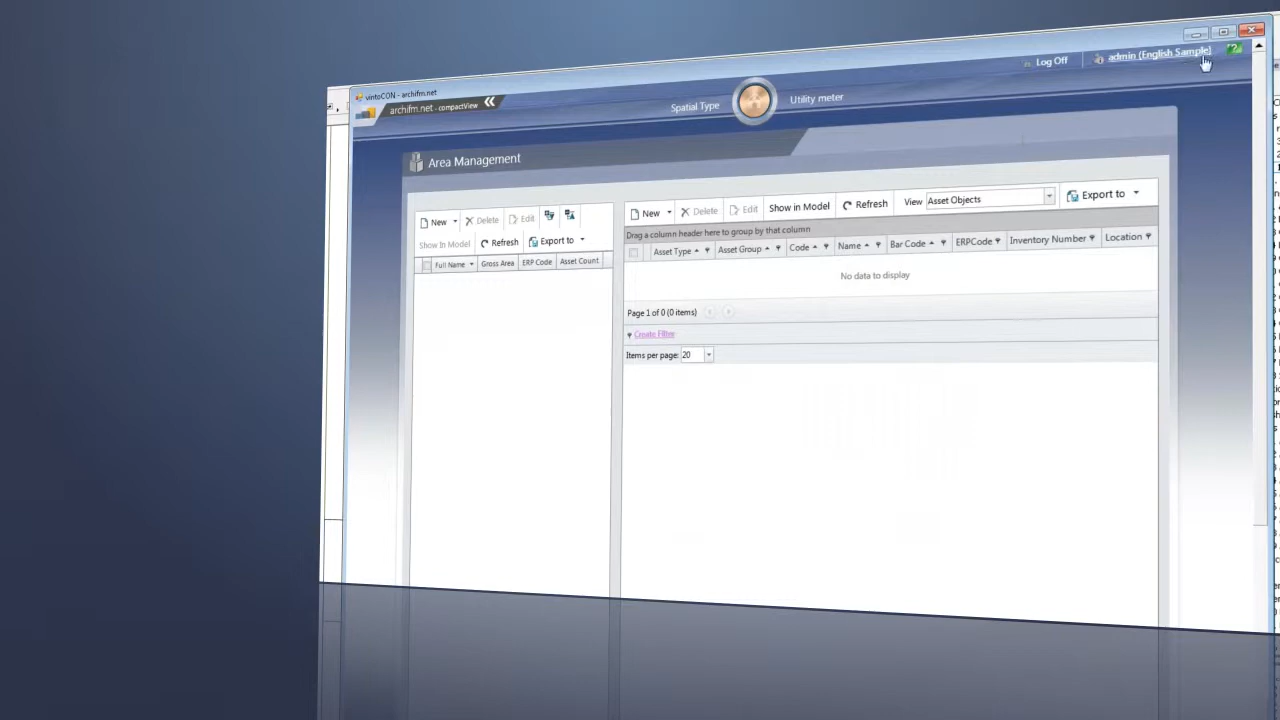 vintoCON - archifm.net
archifm.net - compactView
Log Off
admin (English Sample)
Spatial Type
Utility meter
Area Management
New
Delete
Edit
Show In Model
Refresh
Export to
Full Name
Gross Area
ERP Code
Asset Count
New
Delete
Edit
Show in Model
Refresh
View
Asset Objects
Export to
Drag a column header here to group by that column
Asset Type
Asset Group
Code
Name
Bar Code
ERPCode
Inventory Number
Location
No data to display
Page 1 of 0 (0 items)
Create Filter
Items per page: 20